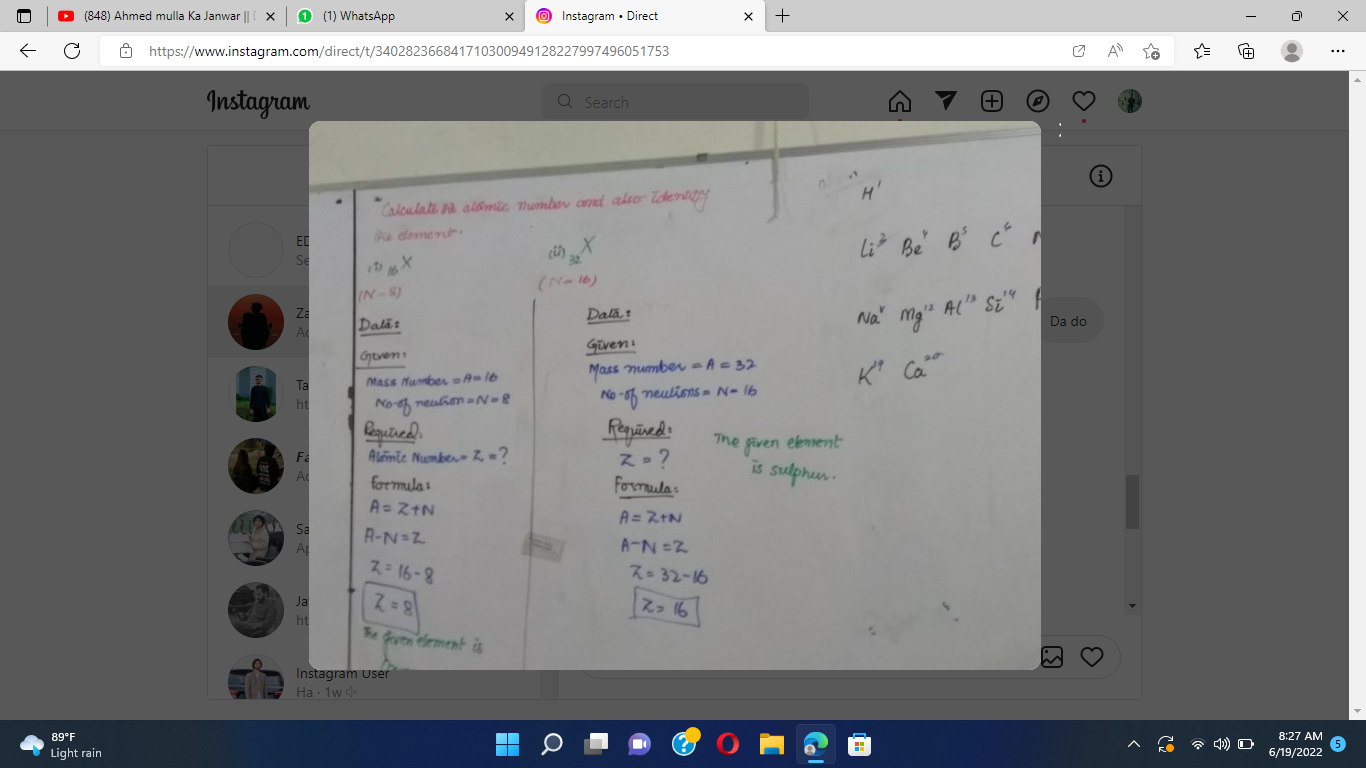 (848) Ahmed mulla Ka Janwar ||
(1) WhatsApp
Instagram • Direct
https://www.instagram.com/direct/t/340282366841710300949128227997496051753
Instagram
Search
Calculate the atomic number and also identify
the element.
(i) 16 X
(N-8)
Data:
Given:
Mass Number = A = 16
No. of neutron = N = 8
Required:
Atomic Number = Z = ?
Formula:
A = Z+N
A-N = Z
Z = 16-8
Z = 8
The given element is
(ii) 32 X
(N=16)
Data:
Given:
Mass number = A = 32
No. of neutrons = N = 16
Required:
Z = ?
Formula:
A = Z+N
A-N = Z
Z = 32-16
Z = 16
The given element
is sulphur.
H 1
Li 3 Be 4 B 5 C 6
Na Mg 12 Al 13 Si 14
K 19 Ca 20
ED
Se
Za
Ac
Ta
ht
Fa
Ac
Sa
Ap
Ja
ht
Instagram User
Ha · 1w
Da do
89°F
Light rain
8:27 AM
6/19/2022
5